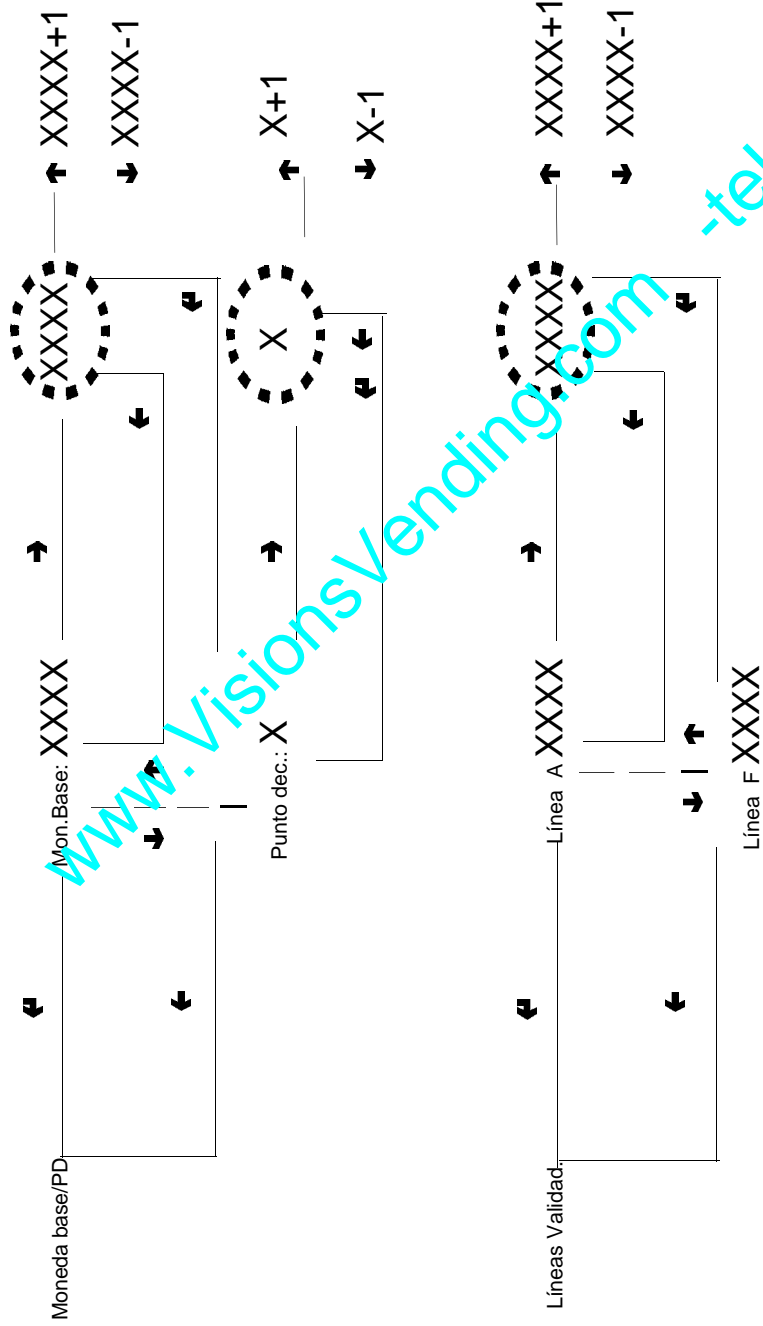 Moneda base/PD
Mon.Base: XXXX
XXXX
XXXX+1
XXXX-1
Punto dec.: X
X
X+1
X-1
Líneas Validad.
Línea A XXXX
XXXX
XXXX+1
XXXX-1
Línea F XXXX
www.VisionsVending.com